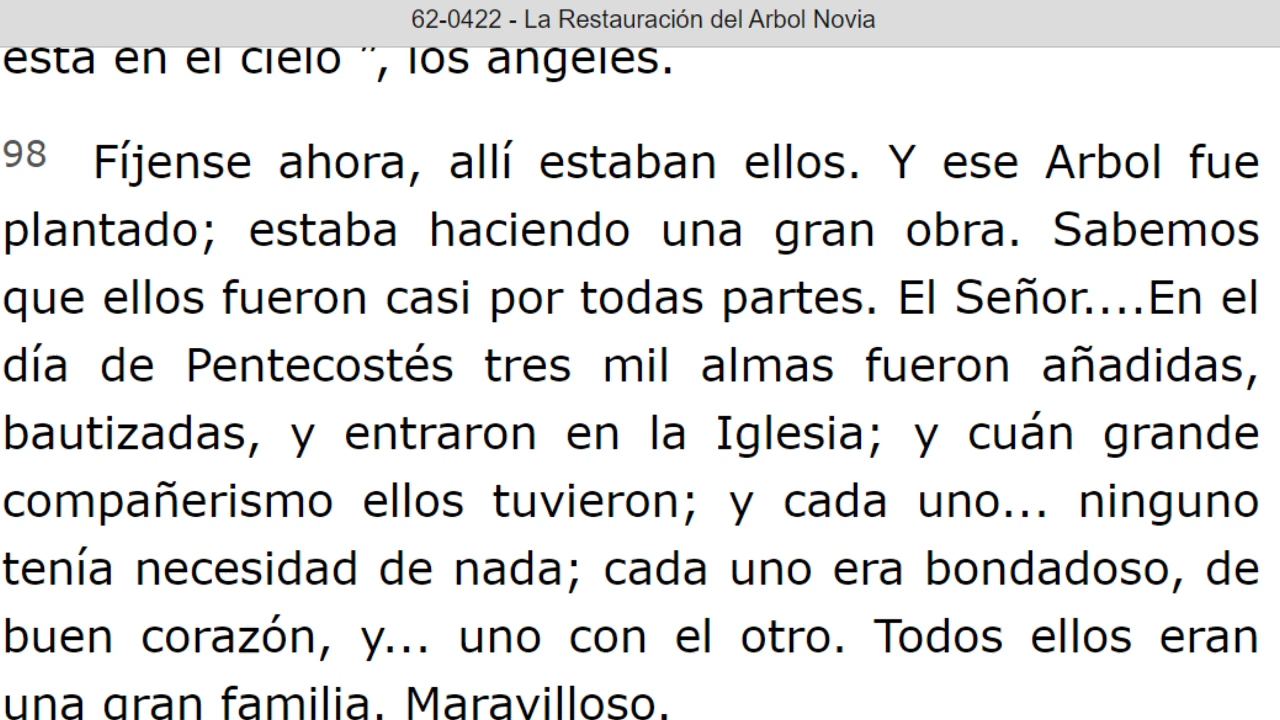 62-0422 - La Restauración del Arbol Novia
está en el cielo ”, los ángeles.
98 Fíjense ahora, allí estaban ellos. Y ese Arbol fue
plantado; estaba haciendo una gran obra. Sabemos
que ellos fueron casi por todas partes. El Señor....En el
día de Pentecostés tres mil almas fueron añadidas,
bautizadas, y entraron en la Iglesia; y cuán grande
compañerismo ellos tuvieron; y cada uno... ninguno
tenía necesidad de nada; cada uno era bondadoso, de
buen corazón, y... uno con el otro. Todos ellos eran
una gran familia. Maravilloso.